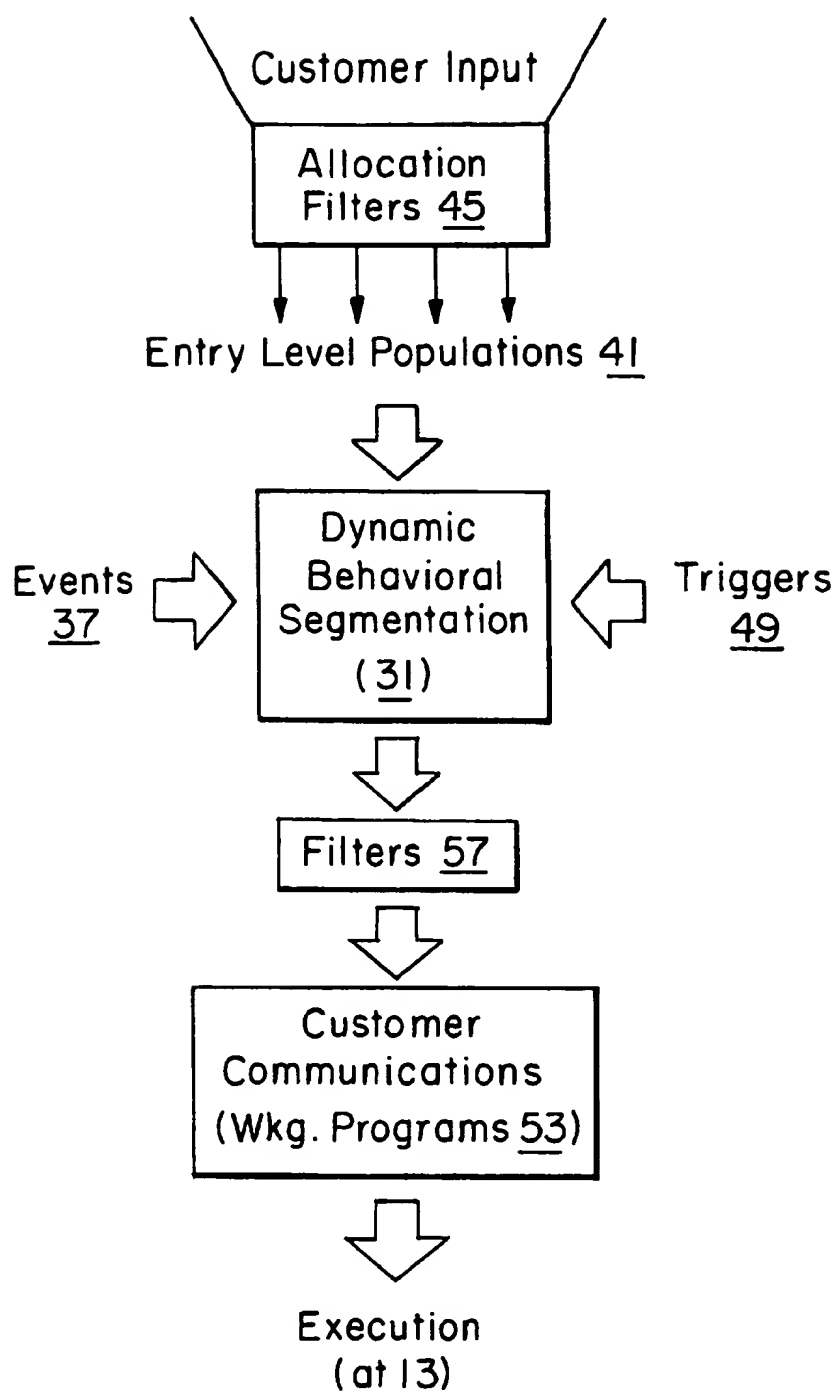 Customer Input
Allocation
Filters 45
Entry Level Populations 41
Dynamic
Behavioral
Segmentation
(31)
Events
37
Triggers
49
Filters 57
Customer
Communications
(Wkg. Programs 53)
Execution
(at 13)